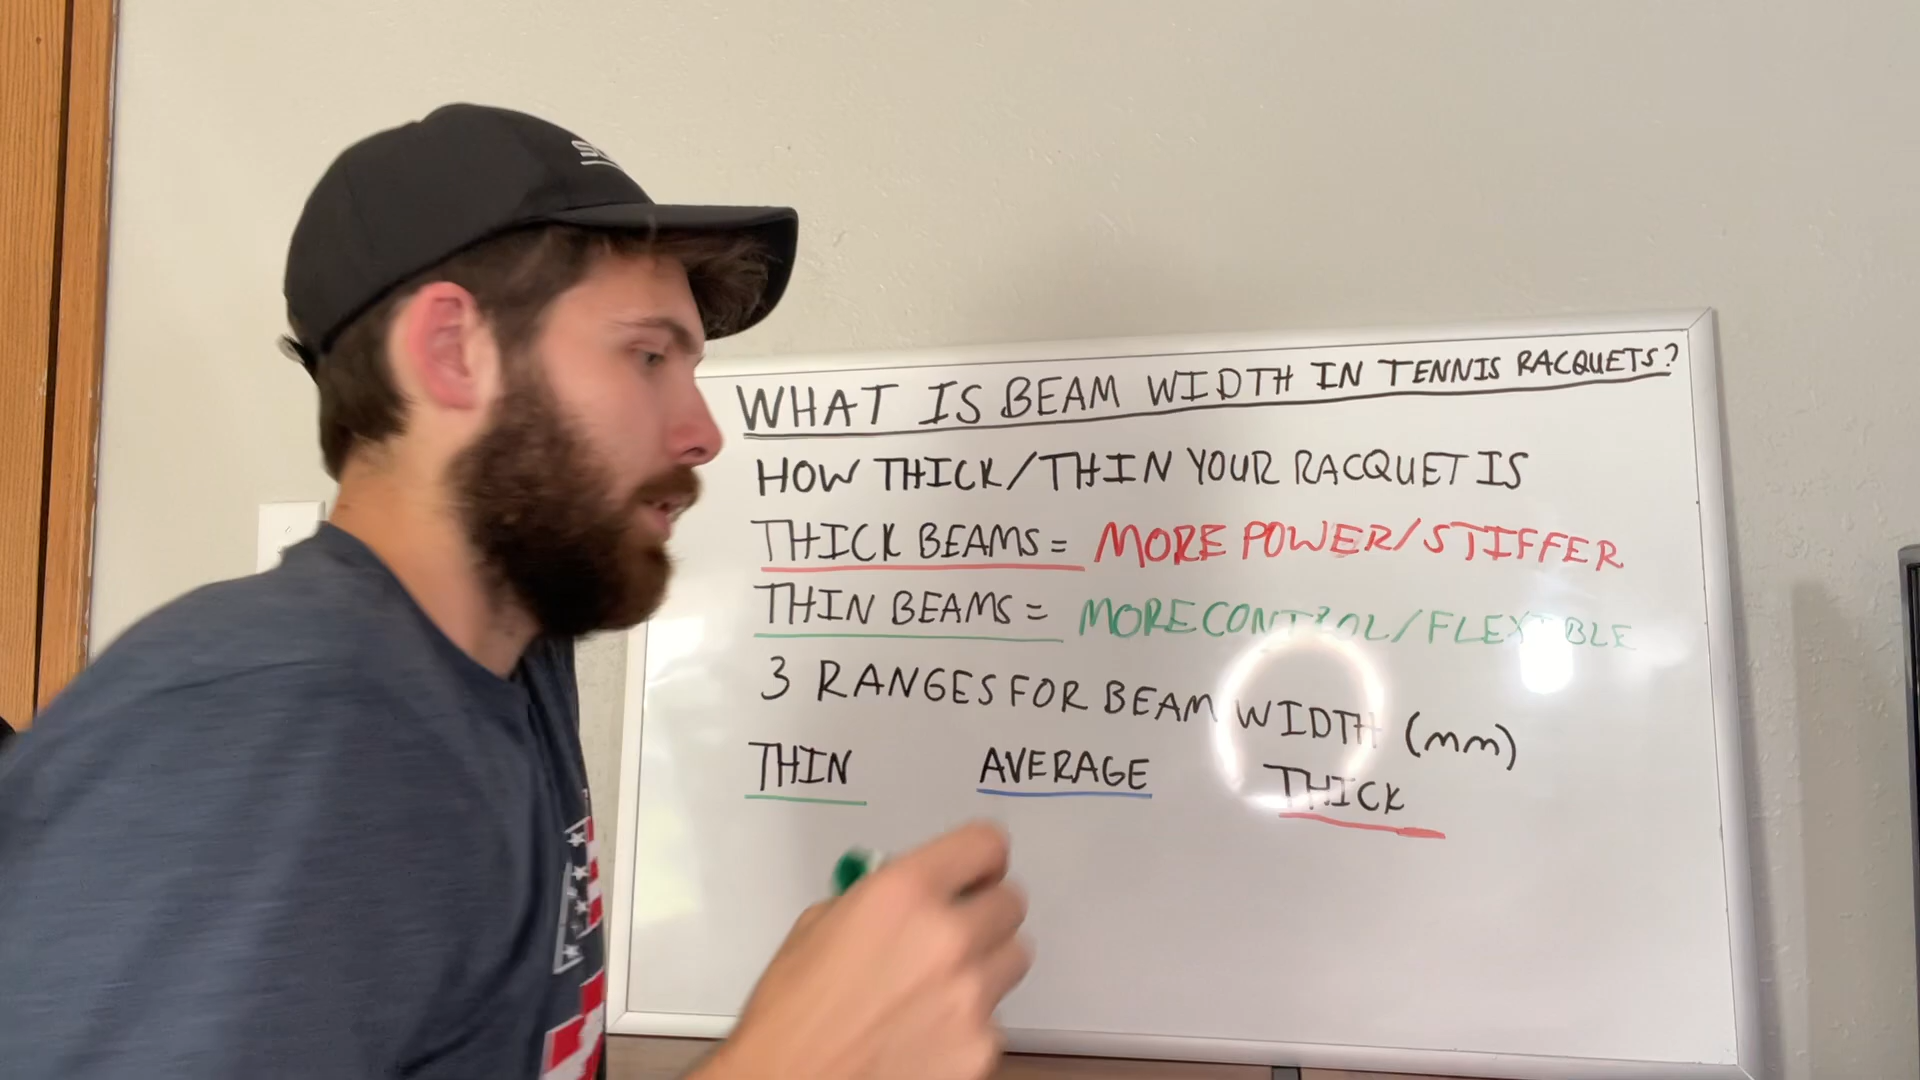 WHAT IS BEAM WIDTH IN TENNIS RACQUETS?
HOW THICK/THIN YOUR RACQUET IS
THICK BEAMS = MORE POWER/STIFFER
THIN BEAMS = MORE CONTROL/FLEXIBLE
3 RANGES FOR BEAM WIDTH (mm)
THIN AVERAGE THICK